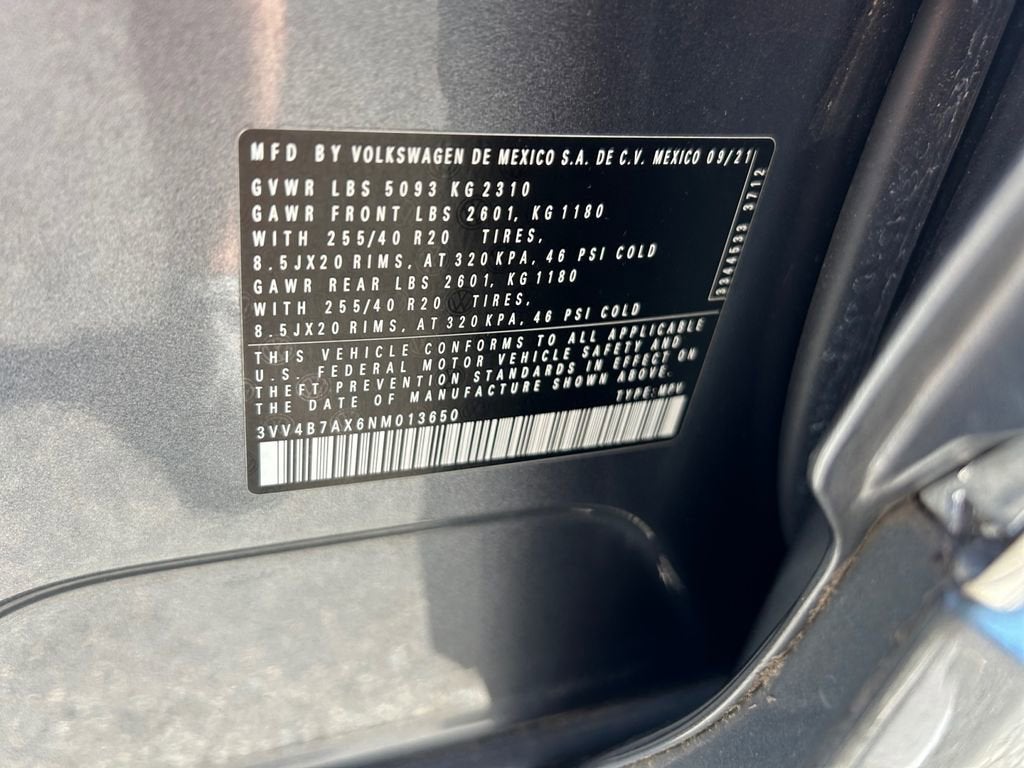 MFD BY VOLKSWAGEN DE MEXICO S.A. DE C.V. MEXICO 09/21
GVWR LBS 5093 KG 2310
GAWR FRONT LBS 2601, KG 1180
WITH 255/40 R20 TIRES,
8.5JX20 RIMS, AT 320 KPA, 46 PSI COLD
GAWR REAR LBS 2601, KG 1180
WITH 255/40 R20 TIRES,
8.5JX20 RIMS, AT 320 KPA, 46 PSI COLD
THIS VEHICLE CONFORMS TO ALL APPLICABLE
U.S. FEDERAL MOTOR VEHICLE SAFETY AND
THEFT PREVENTION STANDARDS IN EFFECT ON
THE DATE OF MANUFACTURE SHOWN ABOVE.
TYPE: MPV
3VV4B7AX6NM013650
3344533 3712